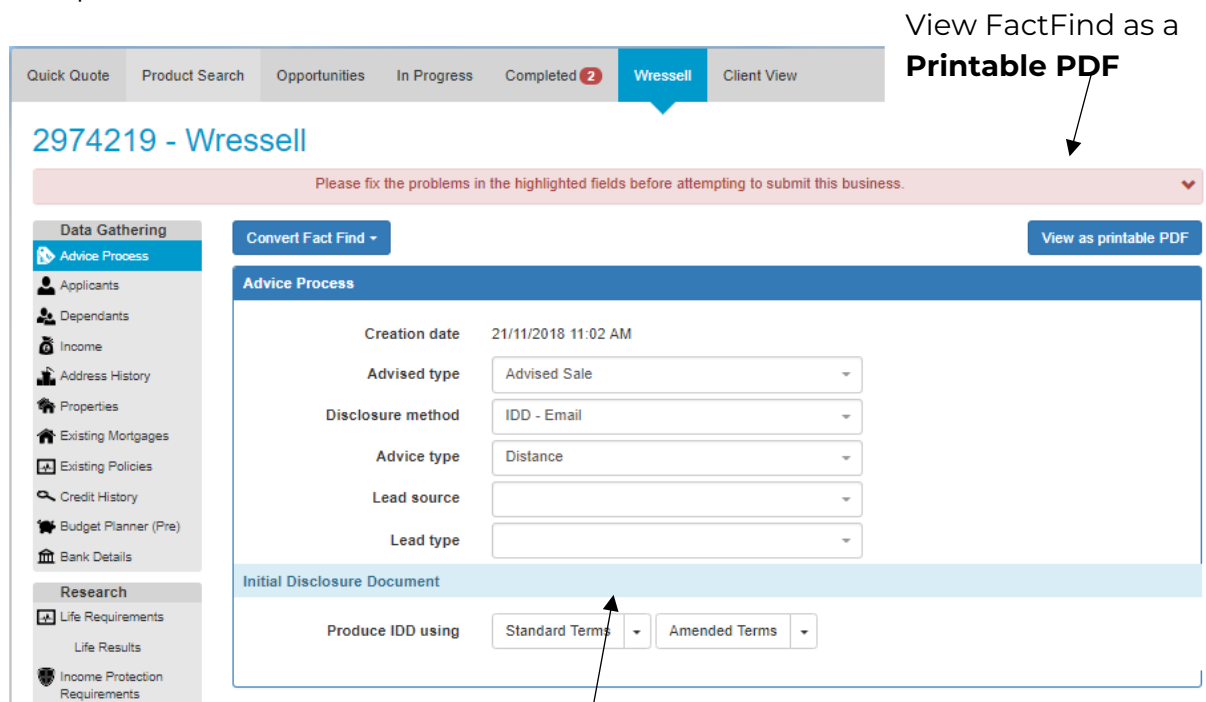 View FactFind as a
Printable PDF
Quick Quote Product Search Opportunities In Progress Completed 2 Wressell Client View
2974219 - Wressell
Please fix the problems in the highlighted fields before attempting to submit this business.
Data Gathering
Advice Process
Applicants
Dependants
Income
Address History
Properties
Existing Mortgages
Existing Policies
Credit History
Budget Planner (Pre)
Bank Details
Research
Life Requirements
Life Results
Income Protection
Requirements
Convert Fact Find
View as printable PDF
Advice Process
Creation date 21/11/2018 11:02 AM
Advised type Advised Sale
Disclosure method IDD - Email
Advice type Distance
Lead source
Lead type
Initial Disclosure Document
Produce IDD using Standard Terms Amended Terms